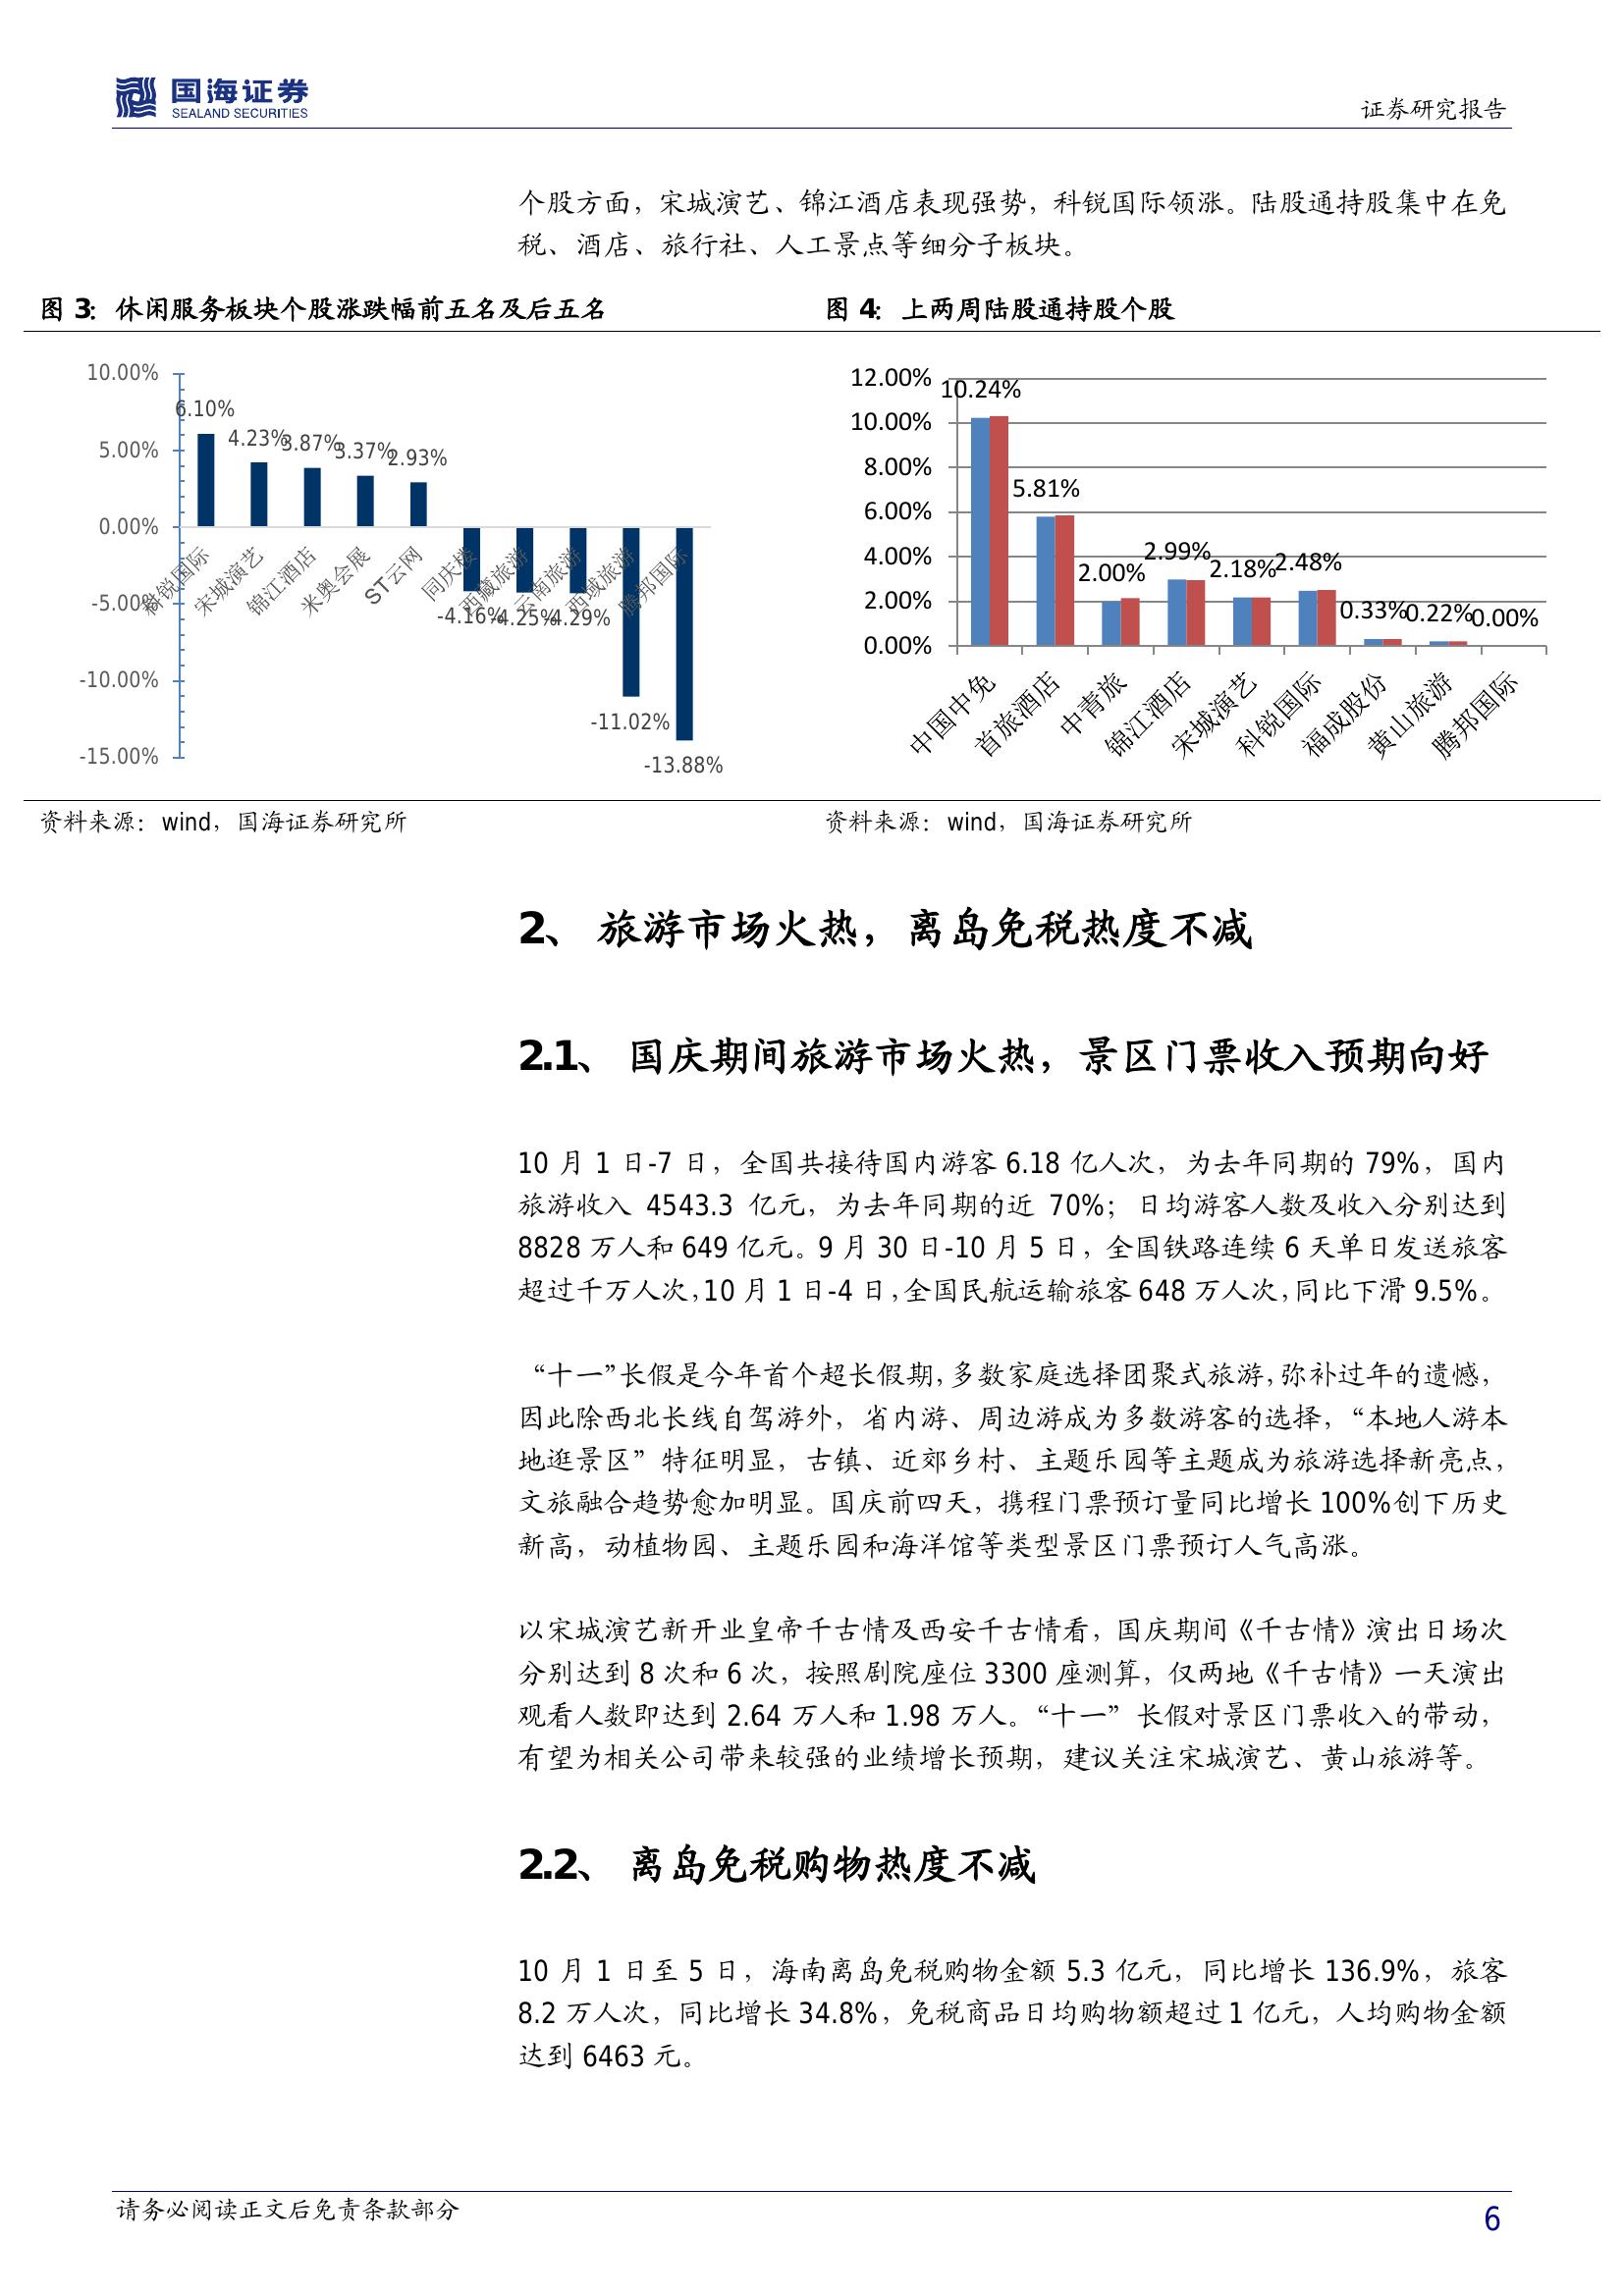 国海证券
SEALAND SECURITIES
证券研究报告
个股方面，宋城演艺、锦江酒店表现强势，科锐国际领涨。陆股通持股集中在免
税、酒店、旅行社、人工景点等细分子板块。
图 3：休闲服务板块个股涨跌幅前五名及后五名
10.00%
5.00%
0.00%
-5.00%
-10.00%
-15.00%
6.10%
4.23%
3.87%
3.37%
2.93%
-4.16%
-4.25%
-4.29%
-11.02%
-13.88%
科锐国际
宋城演艺
锦江酒店
米奥会展
ST云网
同庆楼
西藏旅游
云南旅游
西域旅游
腾邦国际
资料来源：wind，国海证券研究所
图 4：上两周陆股通持股个股
12.00%
10.00%
8.00%
6.00%
4.00%
2.00%
0.00%
10.24%
5.81%
2.00%
2.99%
2.18%
2.48%
0.33%
0.22%
0.00%
中国中免
首旅酒店
中青旅
锦江酒店
宋城演艺
科锐国际
福成股份
黄山旅游
腾邦国际
资料来源：wind，国海证券研究所
2、 旅游市场火热，离岛免税热度不减
2.1、 国庆期间旅游市场火热，景区门票收入预期向好
10 月 1 日-7 日，全国共接待国内游客 6.18 亿人次，为去年同期的 79%，国内
旅游收入 4543.3 亿元，为去年同期的近 70%；日均游客人数及收入分别达到
8828 万人和 649 亿元。9 月 30 日-10 月 5 日，全国铁路连续 6 天单日发送旅客
超过千万人次，10 月 1 日-4 日，全国民航运输旅客 648 万人次，同比下滑 9.5%。
“十一”长假是今年首个超长假期，多数家庭选择团聚式旅游，弥补过年的遗憾，
因此除西北长线自驾游外，省内游、周边游成为多数游客的选择，“本地人游本
地逛景区”特征明显，古镇、近郊乡村、主题乐园等主题成为旅游选择新亮点，
文旅融合趋势愈加明显。国庆前四天，携程门票预订量同比增长 100%创下历史
新高，动植物园、主题乐园和海洋馆等类型景区门票预订人气高涨。
以宋城演艺新开业皇帝千古情及西安千古情看，国庆期间《千古情》演出日场次
分别达到 8 次和 6 次，按照剧院座位 3300 座测算，仅两地《千古情》一天演出
观看人数即达到 2.64 万人和 1.98 万人。“十一”长假对景区门票收入的带动，
有望为相关公司带来较强的业绩增长预期，建议关注宋城演艺、黄山旅游等。
2.2、 离岛免税购物热度不减
10 月 1 日至 5 日，海南离岛免税购物金额 5.3 亿元，同比增长 136.9%，旅客
8.2 万人次，同比增长 34.8%，免税商品日均购物额超过 1 亿元，人均购物金额
达到 6463 元。
请务必阅读正文后免责条款部分
6